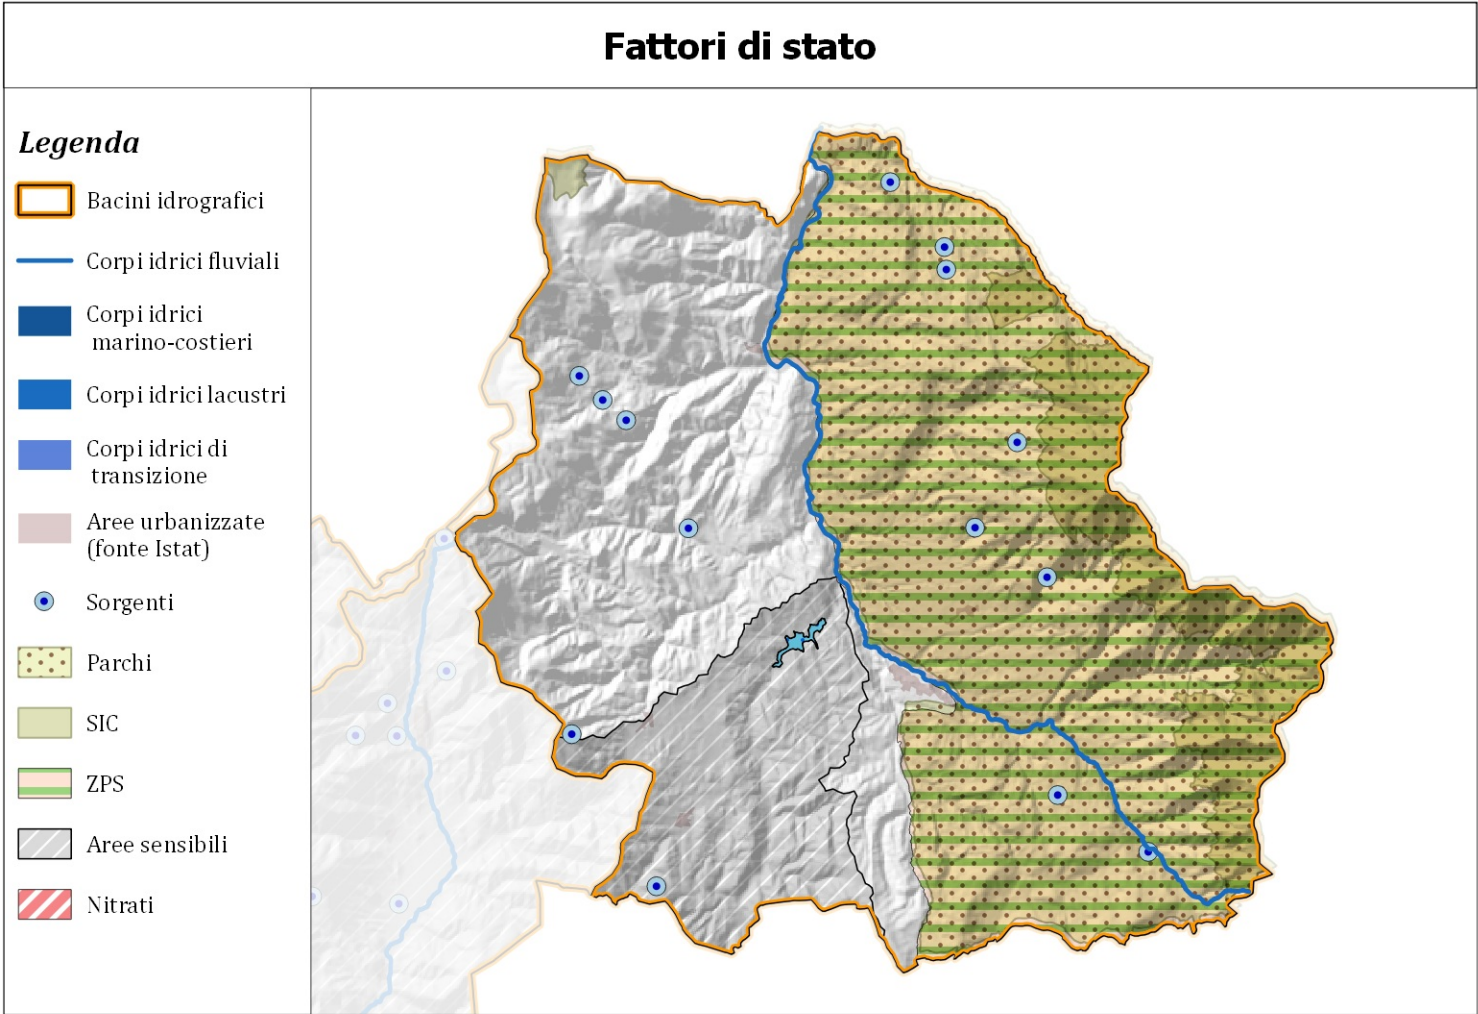 Fattori di stato
Legenda
Bacini idrografici
Corpi idrici fluviali
Corpi idrici
marino-costieri
Corpi idrici lacustri
Corpi idrici di
transizione
Aree urbanizzate
(fonte Istat)
Sorgenti
Parchi
SIC
ZPS
Aree sensibili
Nitrati